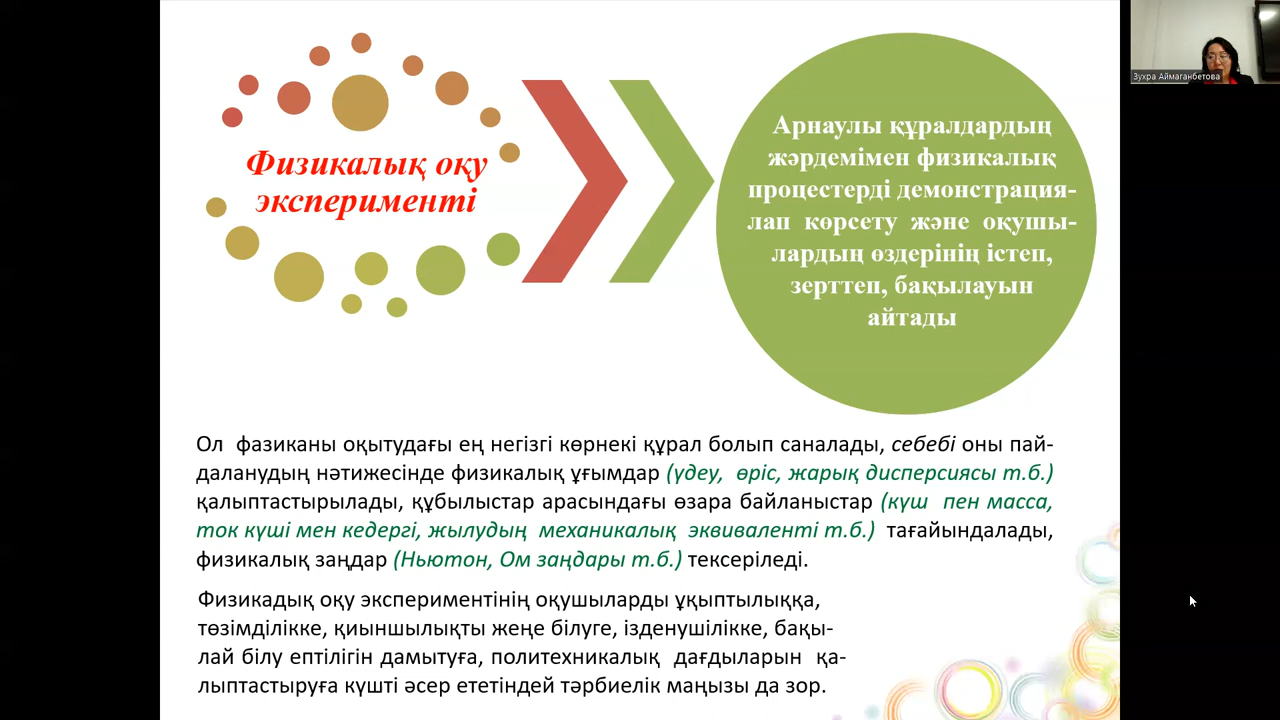 Физикалық оқу
эксперименті
Арнаулы құралдардың
жәрдемімен физикалық
процестерді демонстрация-
лап көрсету және оқушы-
лардың өздерінің істеп,
зерттеп, бақылауын
айтады
Ол фазиканы оқытудағы ең негізгі көрнекі құрал болып саналады, себебі оны пай-
даланудың нәтижесінде физикалық ұғымдар (үдеу, өріс, жарық дисперсиясы т.б.)
қалыптастырылады, құбылыстар арасындағы өзара байланыстар (күш пен масса,
ток күші мен кедергі, жылудың механикалық эквиваленті т.б.) тағайындалады,
физикалық заңдар (Ньютон, Ом заңдары т.б.) тексеріледі.
Физикадық оқу экспериментінің оқушыларды ұқыптылыққа,
төзімділікке, қиыншылықты жеңе білуге, ізденушілікке, бақы-
лай білу ептілігін дамытуға, политехникалық дағдыларын қа-
лыптастыруға күшті әсер ететіндей тәрбиелік маңызы да зор.
Зухра Аймаганбетова